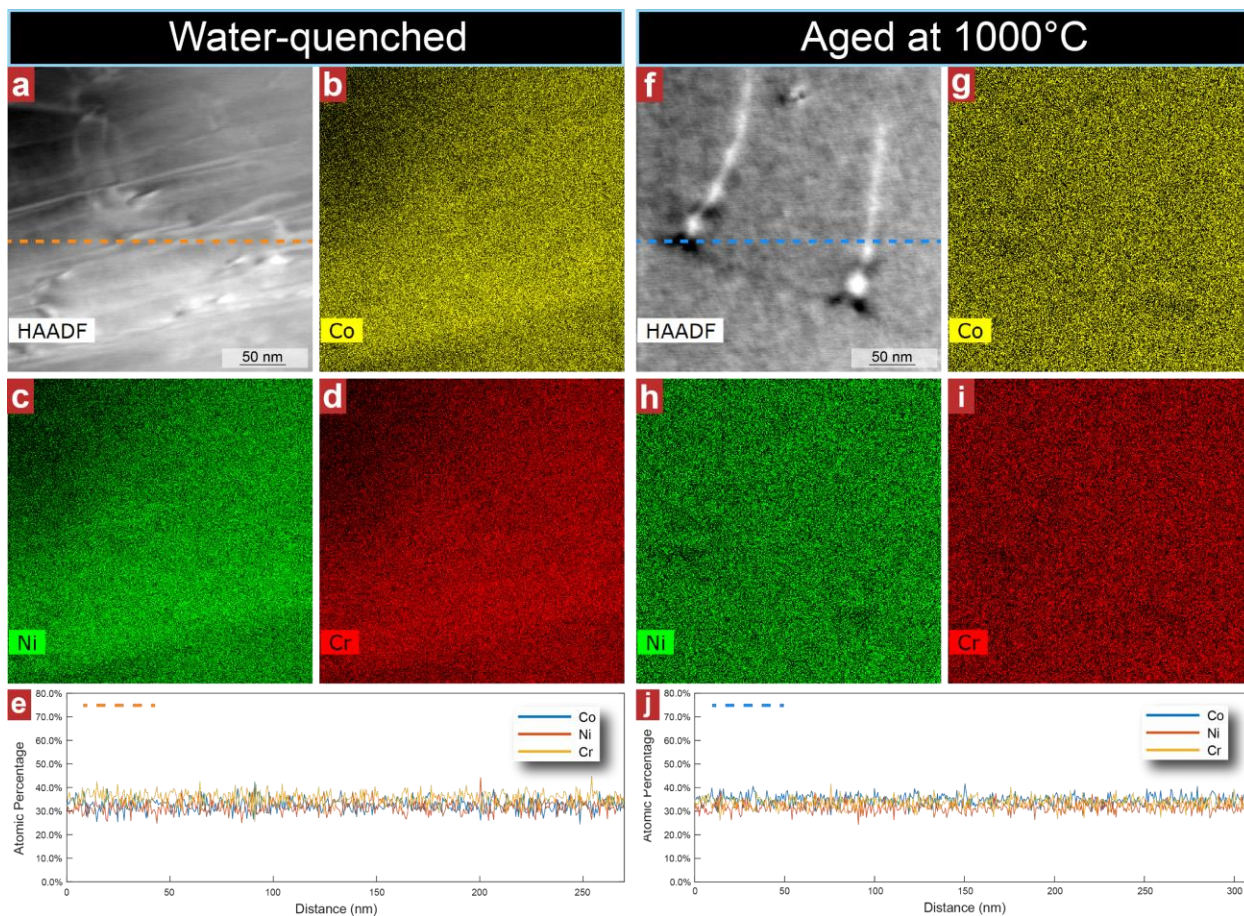 Water-quenched
Aged at 1000°C
a
b
f
g
HAADF
50 nm
Co
HAADF
50 nm
Co
c
d
h
i
Ni
Cr
Ni
Cr
e
80.0%
70.0%
60.0%
50.0%
40.0%
30.0%
20.0%
10.0%
0.0%
Atomic Percentage
Co
Ni
Cr
0 50 100 150 200 250
Distance (nm)
j
80.0%
70.0%
60.0%
50.0%
40.0%
30.0%
20.0%
10.0%
0.0%
Atomic Percentage
Co
Ni
Cr
0 50 100 150 200 250 300
Distance (nm)